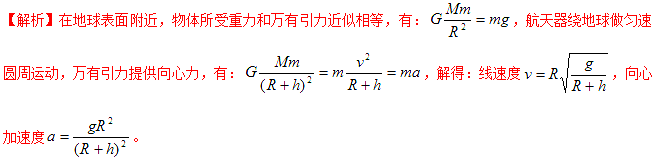 【解析】在地球表面附近，物体所受重力和万有引力近似相等，有：$G\frac{Mm}{R^2}=mg$，航天器绕地球做匀速
圆周运动，万有引力提供向心力，有：$G\frac{Mm}{(R+h)^2}=m\frac{v^2}{R+h}=ma$，解得：线速度$v=R\sqrt{\frac{g}{R+h}}$，向心
加速度$a=\frac{gR^2}{(R+h)^2}$。